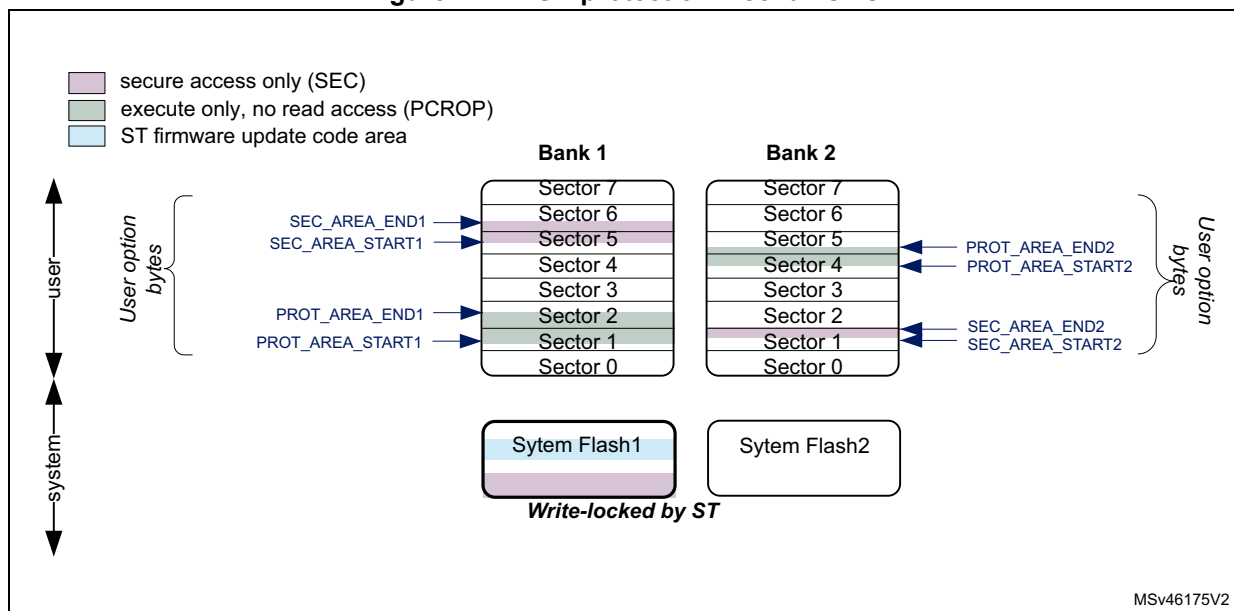 secure access only (SEC)
execute only, no read access (PCROP)
ST firmware update code area
Bank 1
Bank 2
Sector 7
Sector 6
Sector 5
Sector 4
Sector 3
Sector 2
Sector 1
Sector 0
Sector 7
Sector 6
Sector 5
Sector 4
Sector 3
Sector 2
Sector 1
Sector 0
SEC_AREA_END1
SEC_AREA_START1
PROT_AREA_END1
PROT_AREA_START1
PROT_AREA_END2
PROT_AREA_START2
SEC_AREA_END2
SEC_AREA_START2
User option
bytes
User option
bytes
user
system
Sytem Flash1
Sytem Flash2
Write-locked by ST
MSv46175V2